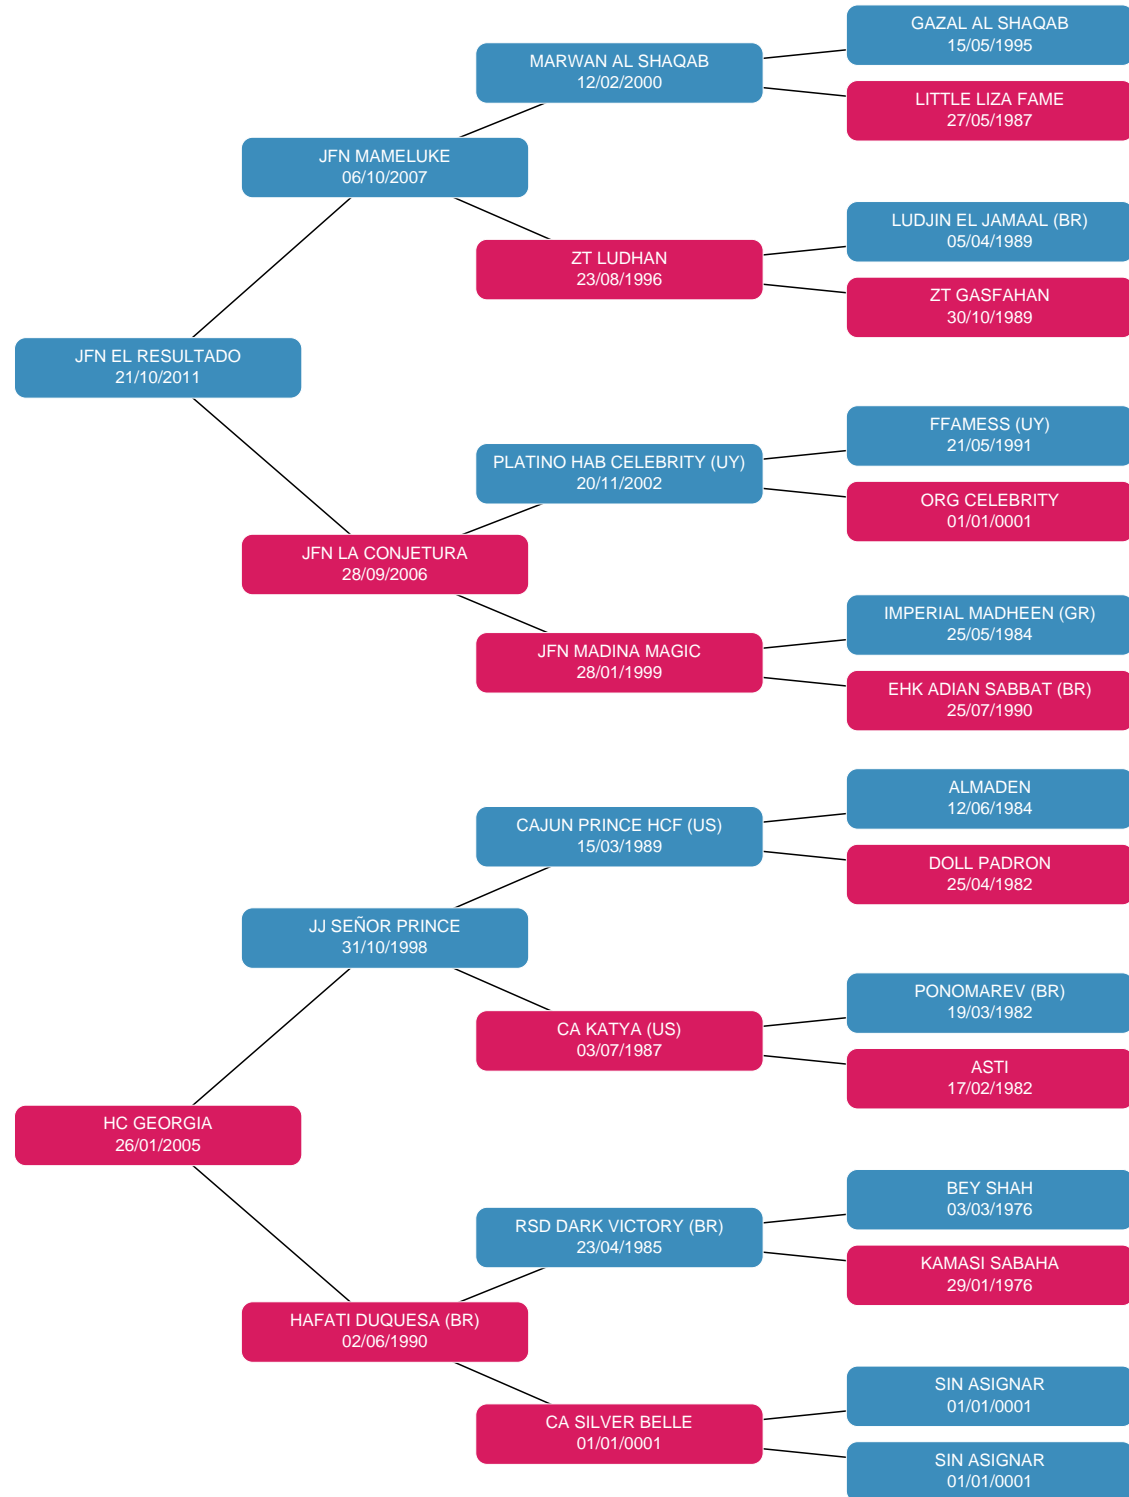 GAZAL AL SHAQAB
15/05/1995
MARWAN AL SHAQAB
12/02/2000
LITTLE LIZA FAME
27/05/1987
JFN MAMELUKE
06/10/2007
LUDJIN EL JAMAAL (BR)
05/04/1989
ZT LUDHAN
23/08/1996
ZT GASFAHAN
30/10/1989
JFN EL RESULTADO
21/10/2011
FFAMESS (UY)
21/05/1991
PLATINO HAB CELEBRITY (UY)
20/11/2002
ORG CELEBRITY
01/01/0001
JFN LA CONJETURA
28/09/2006
IMPERIAL MADHEEN (GR)
25/05/1984
JFN MADINA MAGIC
28/01/1999
EHK ADIAN SABBAT (BR)
25/07/1990
ALMADEN
12/06/1984
CAJUN PRINCE HCF (US)
15/03/1989
DOLL PADRON
25/04/1982
JJ SEÑOR PRINCE
31/10/1998
PONOMAREV (BR)
19/03/1982
CA KATYA (US)
03/07/1987
ASTI
17/02/1982
HC GEORGIA
26/01/2005
BEY SHAH
03/03/1976
RSD DARK VICTORY (BR)
23/04/1985
KAMASI SABAHA
29/01/1976
HAFATI DUQUESA (BR)
02/06/1990
SIN ASIGNAR
01/01/0001
CA SILVER BELLE
01/01/0001
SIN ASIGNAR
01/01/0001